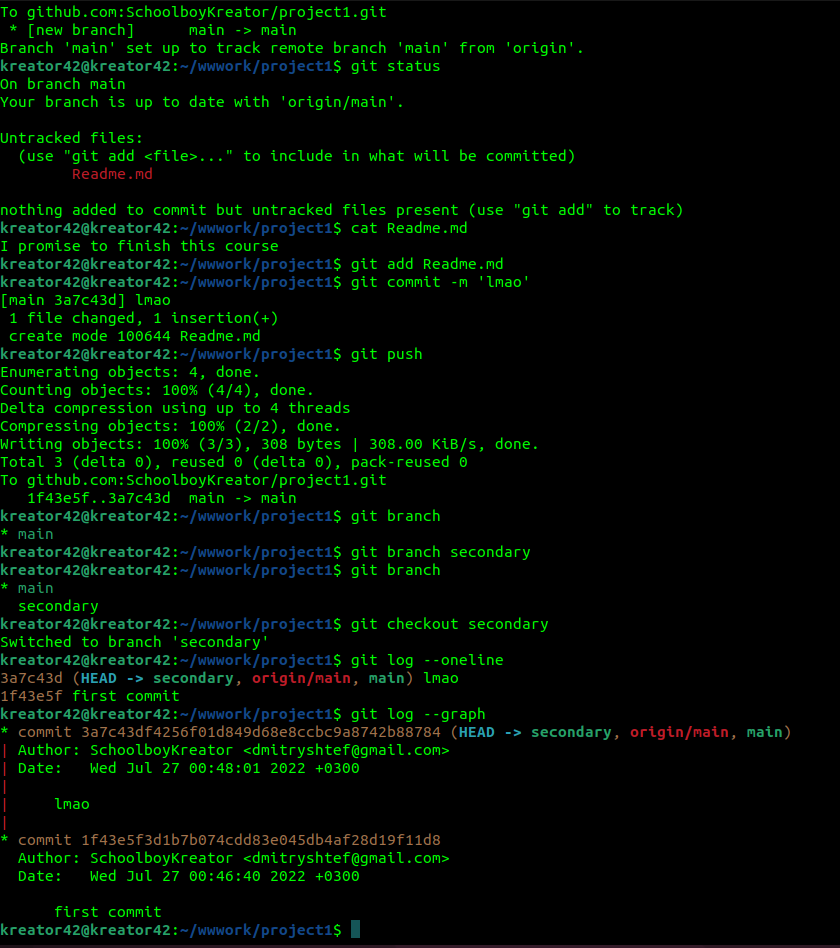 To github.com:SchoolboyKreator/project1.git
 * [new branch]      main -> main
Branch 'main' set up to track remote branch 'main' from 'origin'.
kreator42@kreator42:~/wwwork/project1$ git status
On branch main
Your branch is up to date with 'origin/main'.

Untracked files:
  (use "git add <file>..." to include in what will be committed)
        Readme.md

nothing added to commit but untracked files present (use "git add" to track)
kreator42@kreator42:~/wwwork/project1$ cat Readme.md
I promise to finish this course
kreator42@kreator42:~/wwwork/project1$ git add Readme.md
kreator42@kreator42:~/wwwork/project1$ git commit -m 'lmao'
[main 3a7c43d] lmao
 1 file changed, 1 insertion(+)
 create mode 100644 Readme.md
kreator42@kreator42:~/wwwork/project1$ git push
Enumerating objects: 4, done.
Counting objects: 100% (4/4), done.
Delta compression using up to 4 threads
Compressing objects: 100% (2/2), done.
Writing objects: 100% (3/3), 308 bytes | 308.00 KiB/s, done.
Total 3 (delta 0), reused 0 (delta 0), pack-reused 0
To github.com:SchoolboyKreator/project1.git
   1f43e5f..3a7c43d  main -> main
kreator42@kreator42:~/wwwork/project1$ git branch
* main
kreator42@kreator42:~/wwwork/project1$ git branch secondary
kreator42@kreator42:~/wwwork/project1$ git branch
* main
  secondary
kreator42@kreator42:~/wwwork/project1$ git checkout secondary
Switched to branch 'secondary'
kreator42@kreator42:~/wwwork/project1$ git log --oneline
3a7c43d (HEAD -> secondary, origin/main, main) lmao
1f43e5f first commit
kreator42@kreator42:~/wwwork/project1$ git log --graph
* commit 3a7c43df4256f01d849d68e8ccbc9a8742b88784 (HEAD -> secondary, origin/main, main)
| Author: SchoolboyKreator <dmitryshtef@gmail.com>
| Date:   Wed Jul 27 00:48:01 2022 +0300
|
|     lmao
|
* commit 1f43e5f3d1b7b074cdd83e045db4af28d19f11d8
  Author: SchoolboyKreator <dmitryshtef@gmail.com>
  Date:   Wed Jul 27 00:46:40 2022 +0300

      first commit
kreator42@kreator42:~/wwwork/project1$